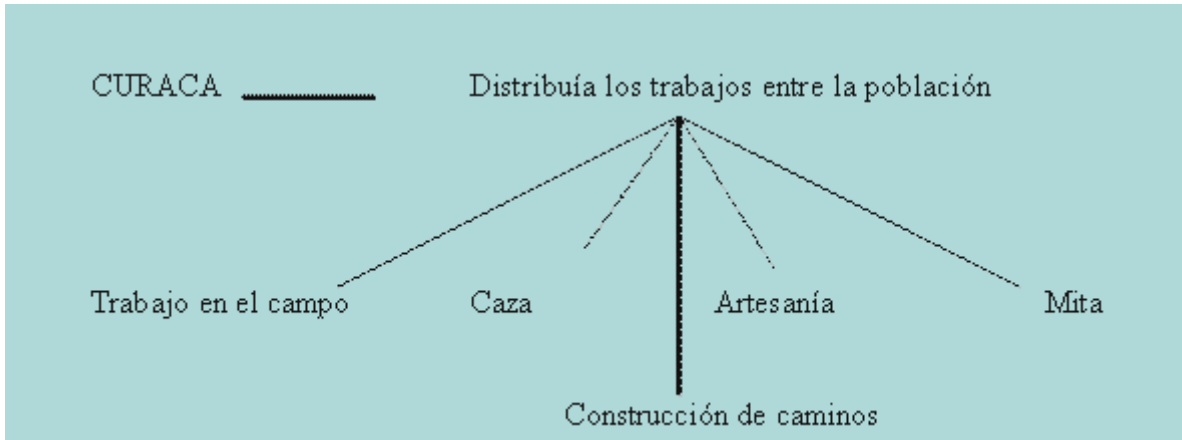 CURACA Distribuía los trabajos entre la población
Trabajo en el campo Caza Artesanía Mita
Construcción de caminos